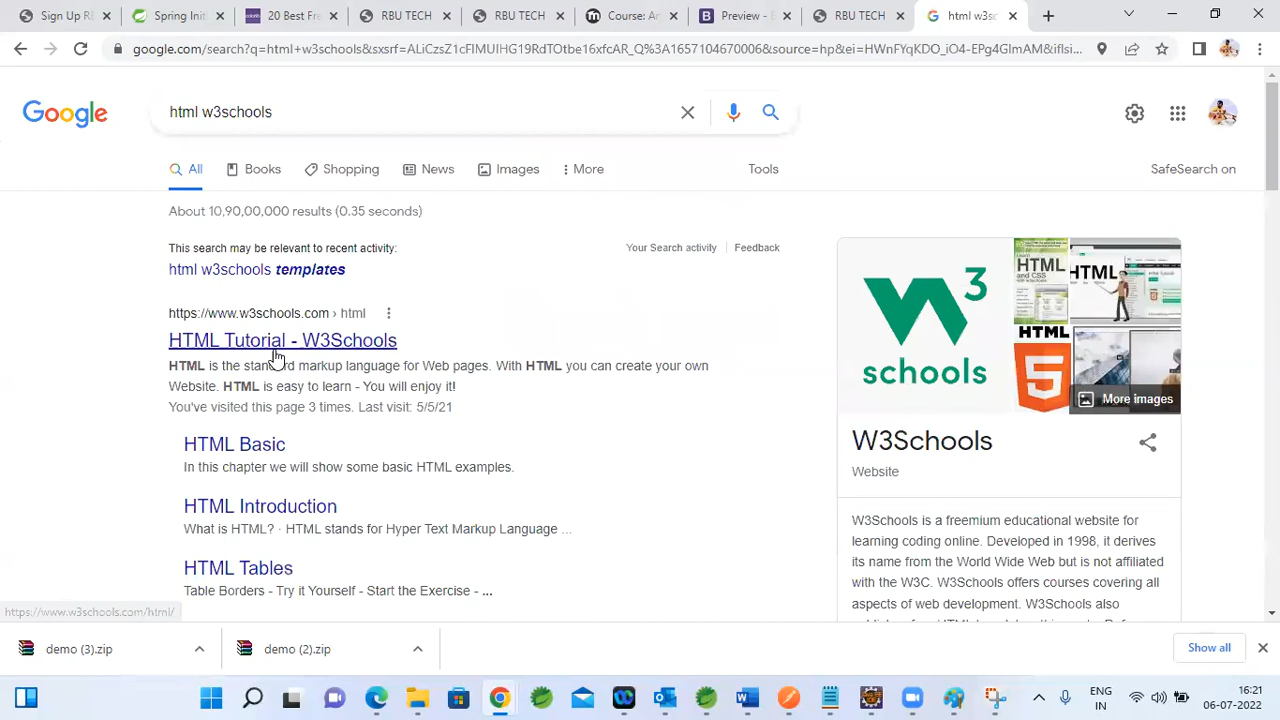 Sign Up RE
Spring Initi
20 Best Fre
RBU TECH
RBU TECH
Course: An
Preview - B
RBU TECH
html w3sc
google.com/search?q=html+w3schools&sxsrf=ALiCzsZ1cFIMUIHG19RdTOtbe16xfcAR_Q%3A1657104670006&source=hp&ei=HWnFYqKDO_iO4-EPg4GlmAM&iflsi...
Google
html w3schools
All
Books
Shopping
News
Images
More
Tools
SafeSearch on
About 10,90,00,000 results (0.35 seconds)
This search may be relevant to recent activity:
Your Search activity
Feedback
html w3schools templates
https://www.w3schools.com › html
HTML Tutorial - W3Schools
HTML is the standard markup language for Web pages. With HTML you can create your own
Website. HTML is easy to learn - You will enjoy it!
You've visited this page 3 times. Last visit: 5/5/21
HTML Basic
In this chapter we will show some basic HTML examples.
HTML Introduction
What is HTML? · HTML stands for Hyper Text Markup Language ...
HTML Tables
Table Borders - Try it Yourself - Start the Exercise - ...
W3
schools
HTML
HTML
5
More images
W3Schools
Website
W3Schools is a freemium educational website for
learning coding online. Developed in 1998, it derives
its name from the World Wide Web but is not affiliated
with the W3C. W3Schools offers courses covering all
aspects of web development. W3Schools also
https://www.w3schools.com/html/
demo (3).zip
demo (2).zip
Show all
ENG
IN
16:21
06-07-2022